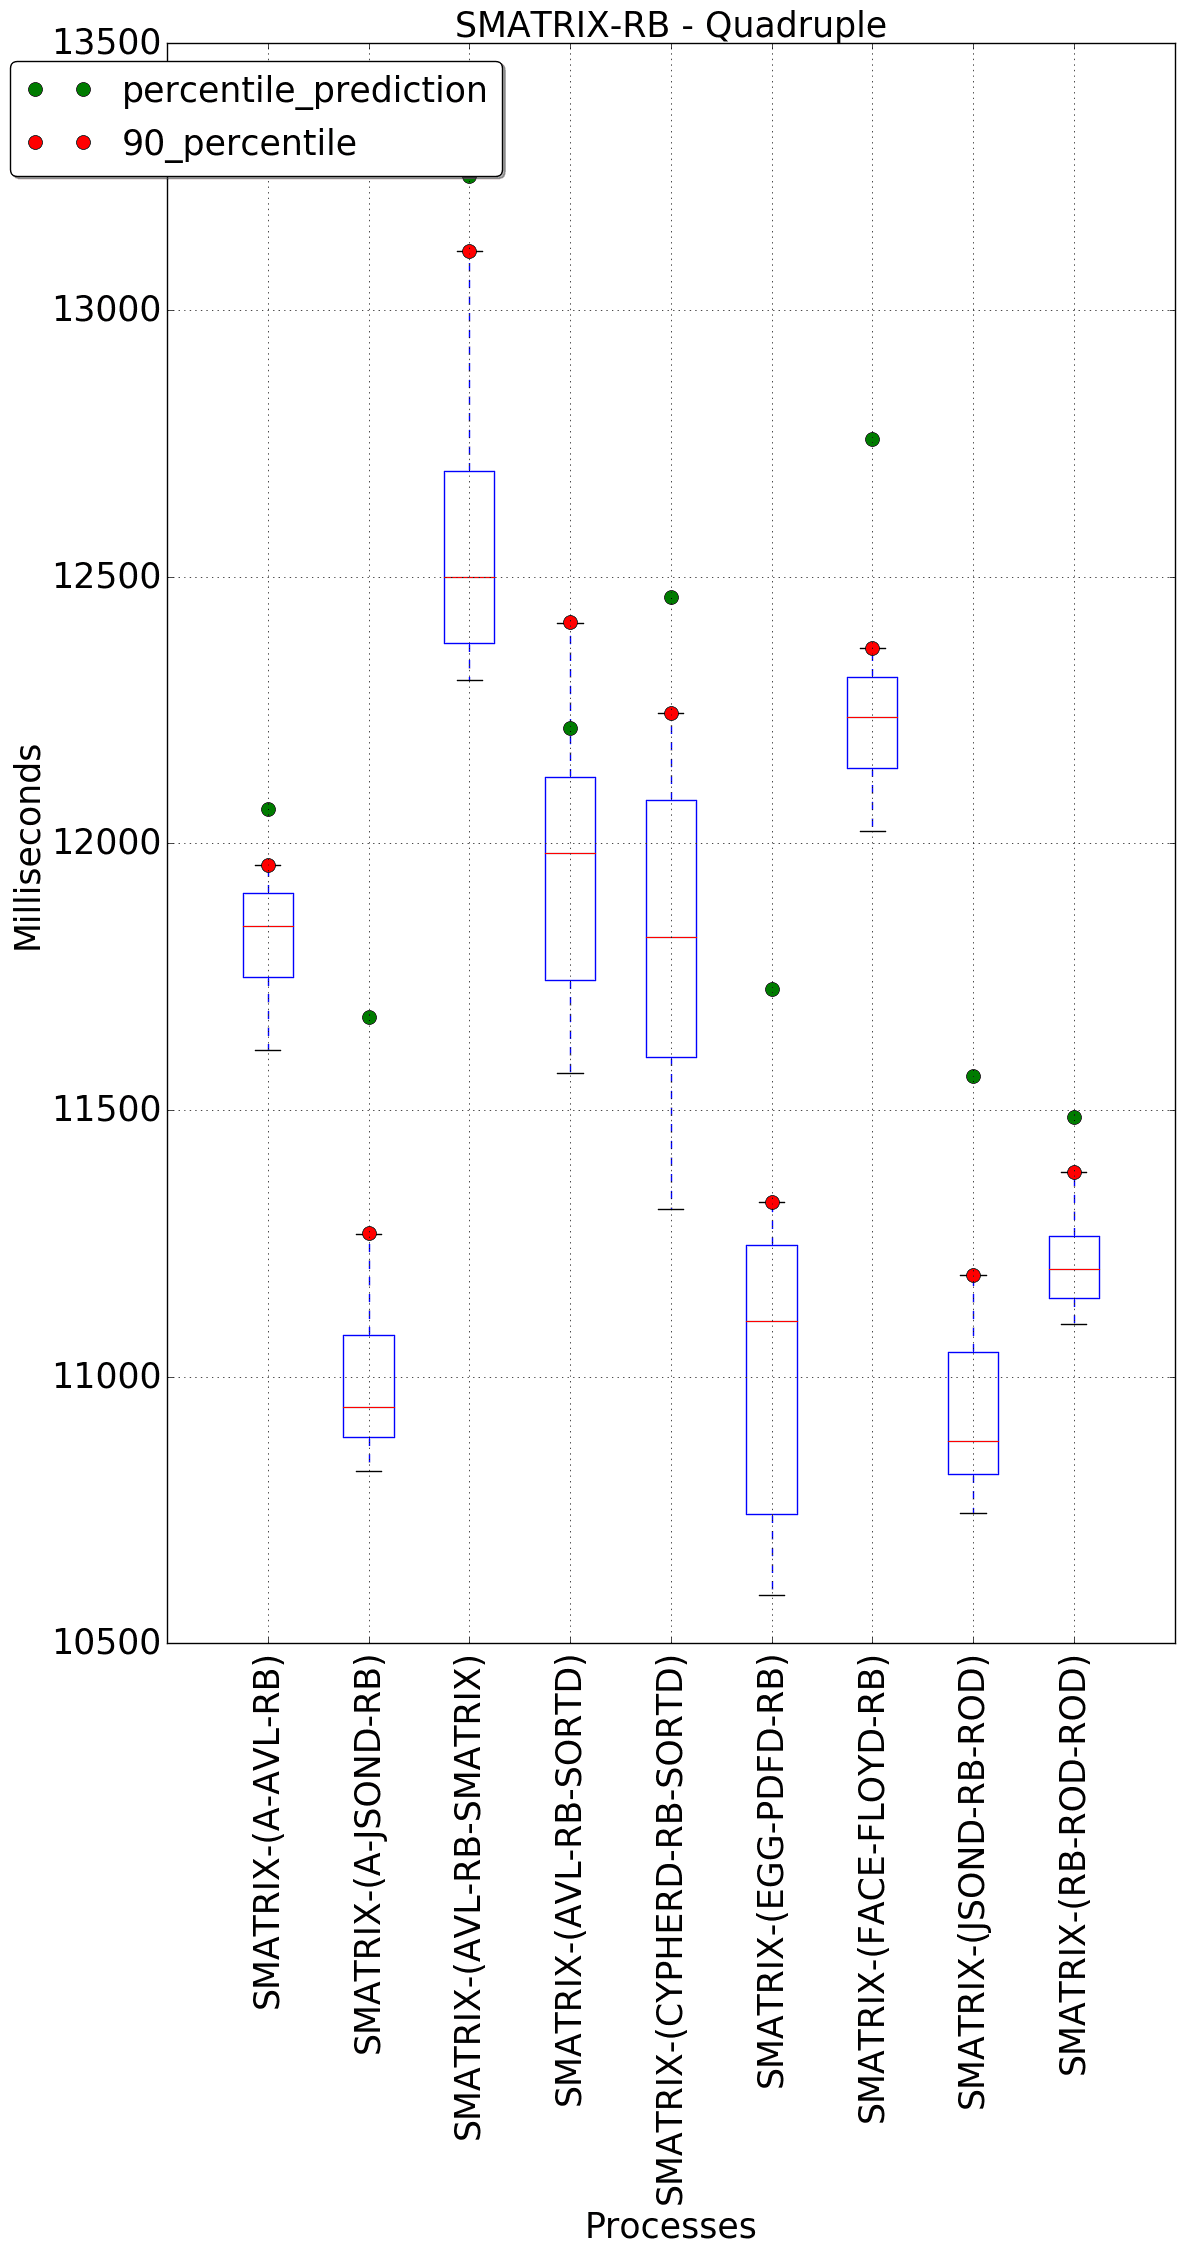 SMATRIX-RB - Quadruple
percentile_prediction
90_percentile
13500
13000
12500
12000
11500
11000
10500
Milliseconds
SMATRIX-(A-AVL-RB)
SMATRIX-(A-JSOND-RB)
SMATRIX-(AVL-RB-SMATRIX)
SMATRIX-(AVL-RB-SORTD)
SMATRIX-(CYPHERD-RB-SORTD)
SMATRIX-(EGG-PDFD-RB)
SMATRIX-(FACE-FLOYD-RB)
SMATRIX-(JSOND-RB-ROD)
SMATRIX-(RB-ROD-ROD)
Processes